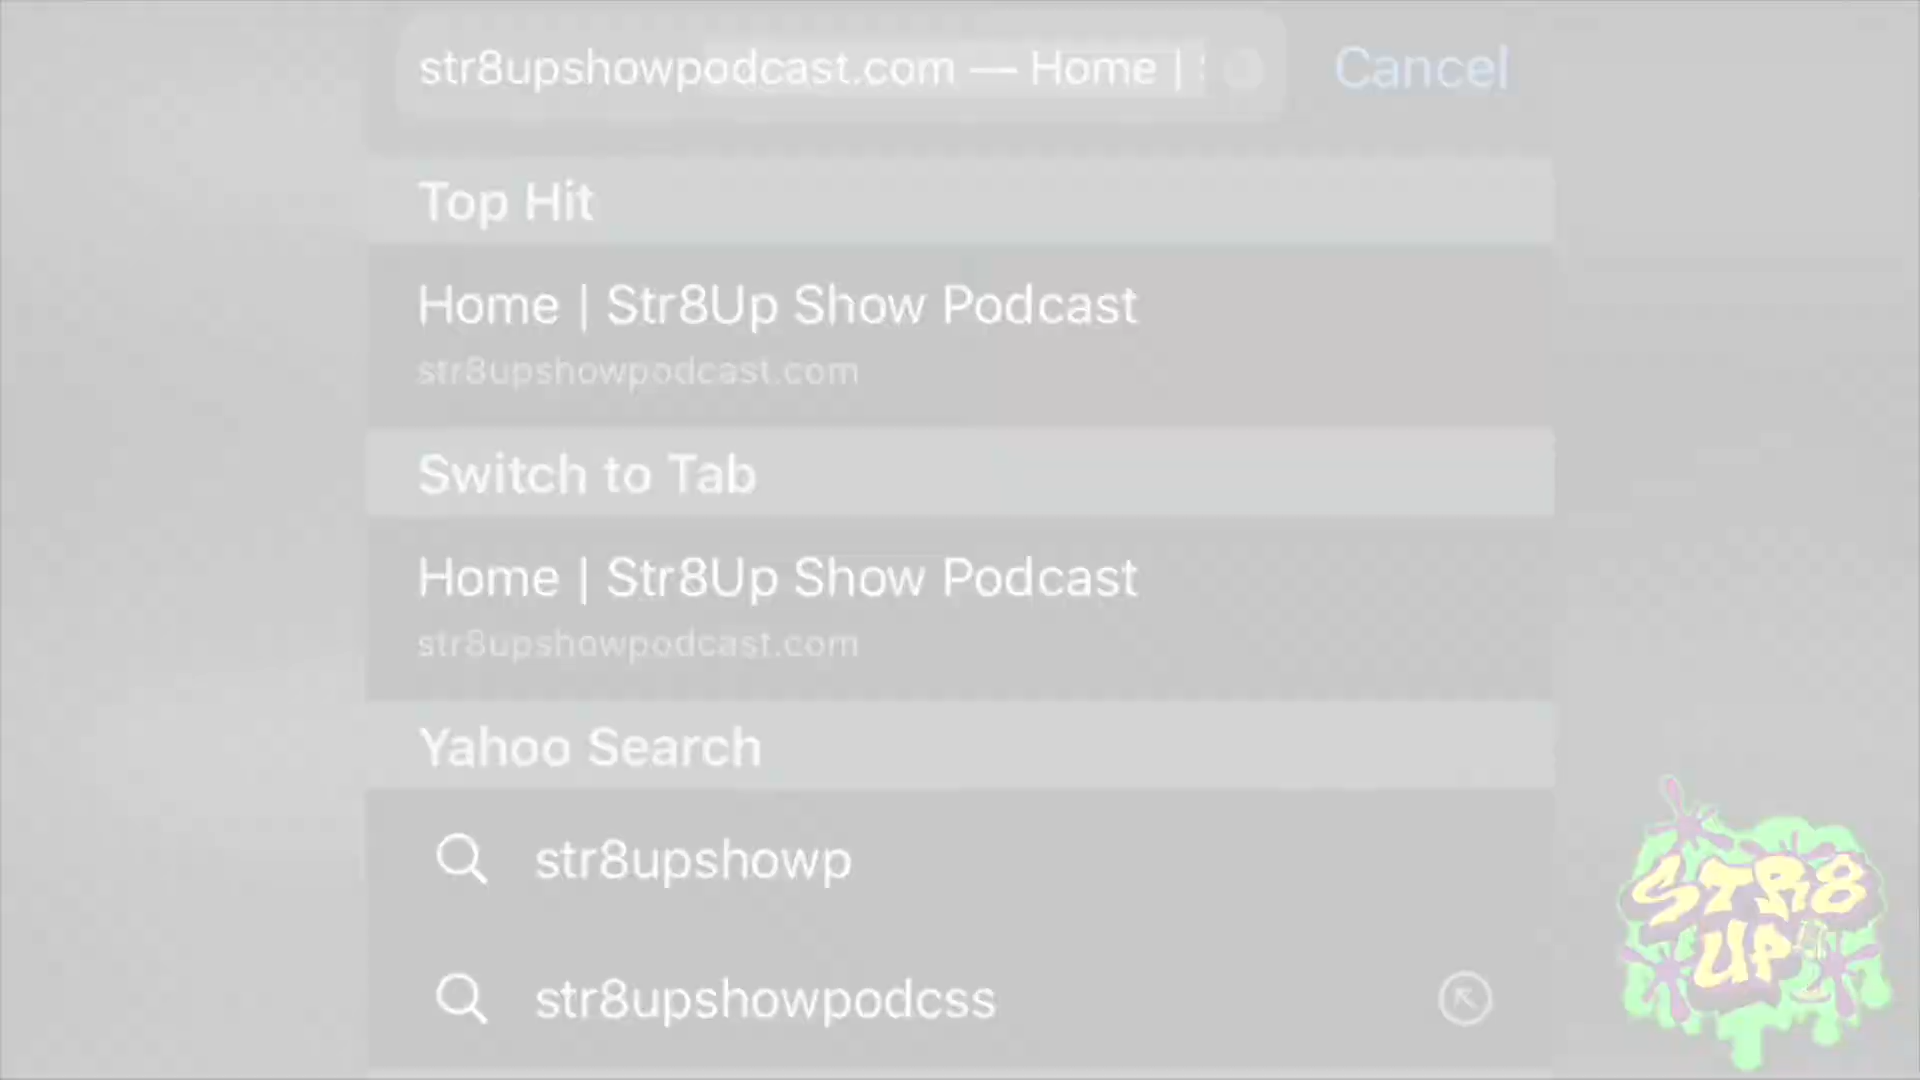 str8upshowpodcast.com — Home |
Cancel
Top Hit
Home | Str8Up Show Podcast
str8upshowpodcast.com
Switch to Tab
Home | Str8Up Show Podcast
str8upshowpodcast.com
Yahoo Search
str8upshowp
str8upshowpodcss
STR8
UP